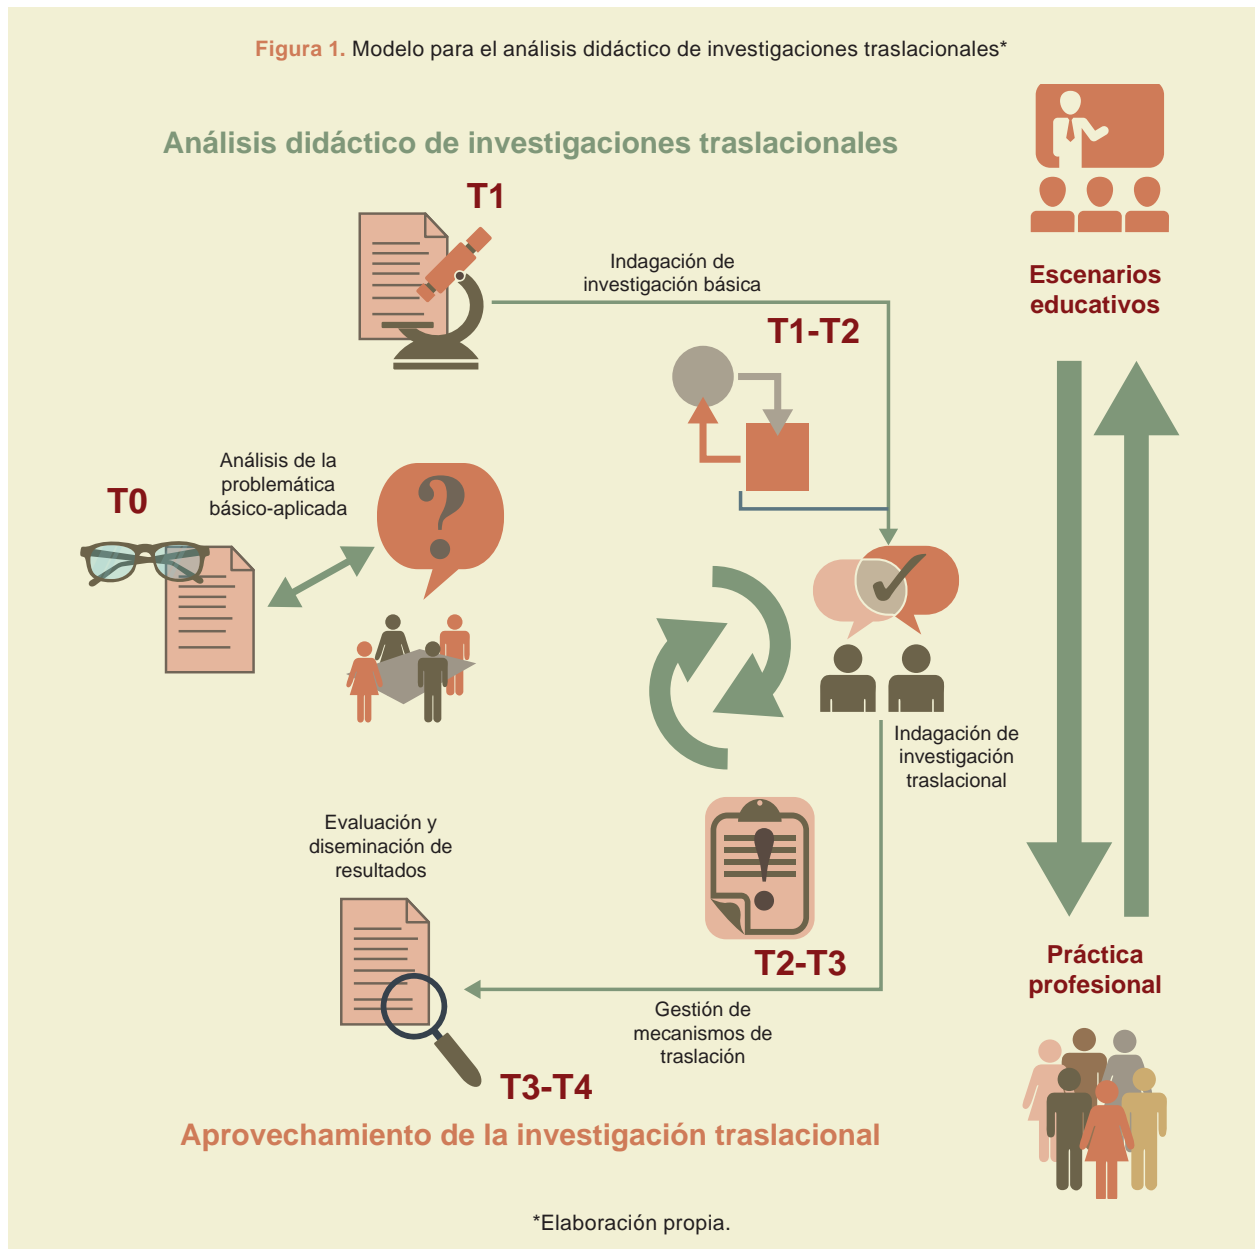 Figura 1. Modelo para el análisis didáctico de investigaciones traslacionales*
Análisis didáctico de investigaciones traslacionales
T1
Indagación de
investigación básica
T1-T2
Escenarios
educativos
Análisis de la
problemática
básico-aplicada
T0
?
Indagación de
investigación
traslacional
Evaluación y
diseminación de
resultados
!
T2-T3
Gestión de
mecanismos de
traslación
T3-T4
Práctica
profesional
Aprovechamiento de la investigación traslacional
*Elaboración propia.